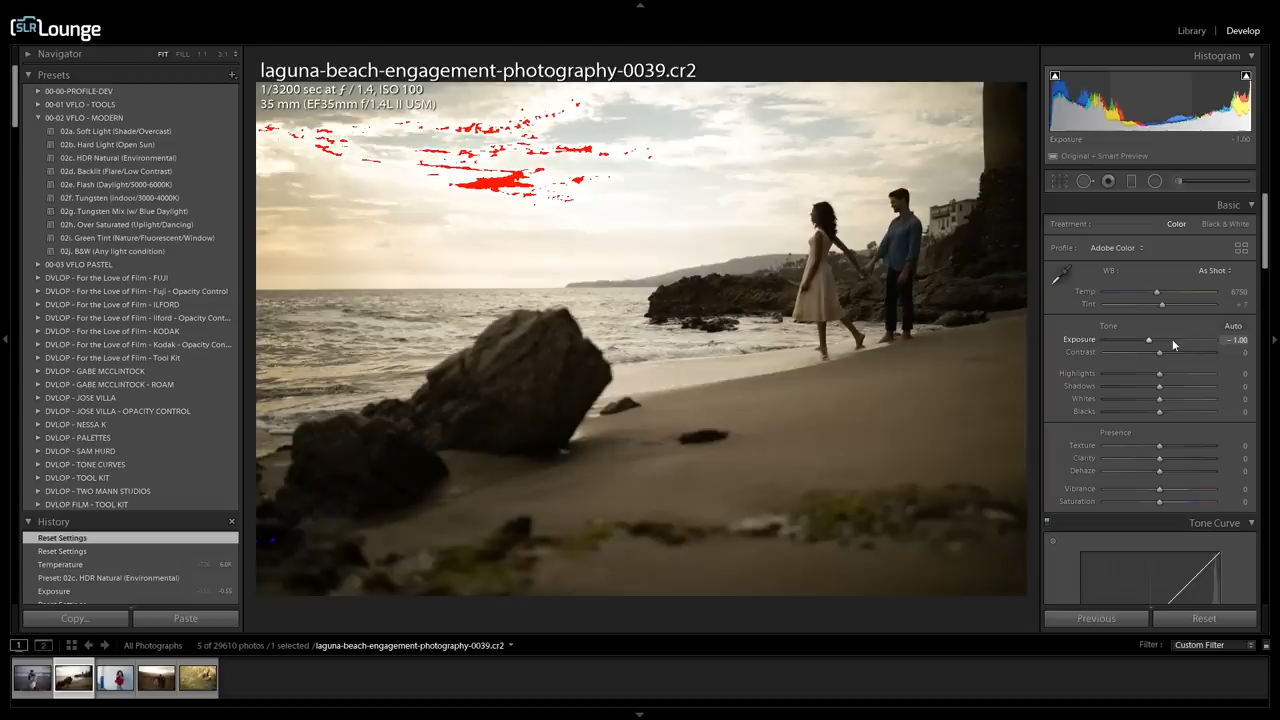 [SLR Lounge
Library | Develop
Navigator FIT FILL 1:1 3:1
Presets +
00-00-PROFILE-DEV
00-01 VFLO - TOOLS
00-02 VFLO - MODERN
02a. Soft Light (Shade/Overcast)
02b. Hard Light (Open Sun)
02c. HDR Natural (Environmental)
02d. Backlit (Flare/Low Contrast)
02e. Flash (Daylight/5000-6000K)
02f. Tungsten (Indoor/3000-4000K)
02g. Tungsten Mix (w/ Blue Daylight)
02h. Over Saturated (Uplight/Dancing)
02i. Green Tint (Nature/Fluorescent/Window)
02j. B&W (Any light condition)
00-03 VFLO PASTEL
DVLOP - For the Love of Film - FUJI
DVLOP - For the Love of Film - Fuji - Opacity Control
DVLOP - For the Love of Film - ILFORD
DVLOP - For the Love of Film - Ilford - Opacity Cont...
DVLOP - For the Love of Film - KODAK
DVLOP - For the Love of Film - Kodak - Opacity Con...
DVLOP - For the Love of Film - Tool Kit
DVLOP - GABE MCCLINTOCK
DVLOP - GABE MCCLINTOCK - ROAM
DVLOP - JOSE VILLA
DVLOP - JOSE VILLA - OPACITY CONTROL
DVLOP - NESSA K
DVLOP - PALETTES
DVLOP - SAM HURD
DVLOP - TONE CURVES
DVLOP - TOOL KIT
DVLOP - TWO MANN STUDIOS
DVLOP FILM - TOOL KIT
History
Reset Settings
Reset Settings
Temperature 6.0K
Preset: 02c. HDR Natural (Environmental)
Exposure -0.55
Copy... Paste
laguna-beach-engagement-photography-0039.cr2
1/3200 sec at ƒ / 1.4, ISO 100
35 mm (EF35mm f/1.4L II USM)
Histogram
Exposure - 1.00
Original + Smart Preview
Basic
Treatment : Color Black & White
Profile : Adobe Color
WB : As Shot
Temp 6750
Tint + 7
Tone Auto
Exposure - 1.00
Contrast 0
Highlights 0
Shadows 0
Whites 0
Blacks 0
Presence
Texture 0
Clarity 0
Dehaze 0
Vibrance 0
Saturation 0
Tone Curve
Previous Reset
1 2 All Photographs 5 of 29610 photos / 1 selected / laguna-beach-engagement-photography-0039.cr2 Filter : Custom Filter